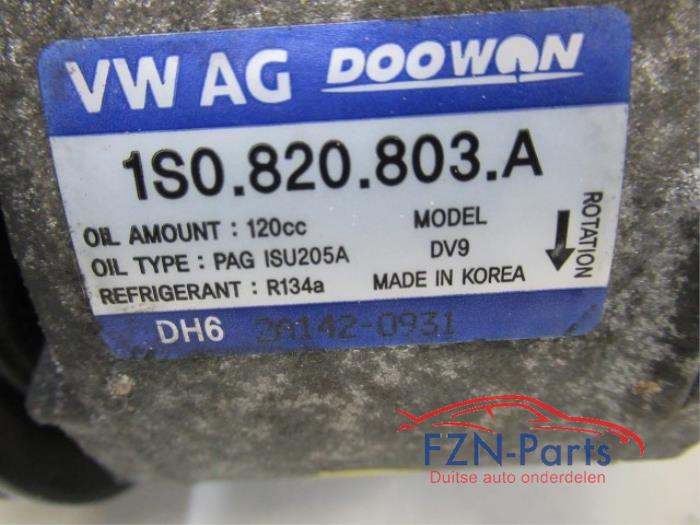 VW AG DOOWON
1S0.820.803.A
OIL AMOUNT : 120cc MODEL
OIL TYPE : PAG ISU205A DV9
REFRIGERANT : R134a MADE IN KOREA
ROTATION
DH6 2A142-0931
FZN-Parts
Duitse auto onderdelen